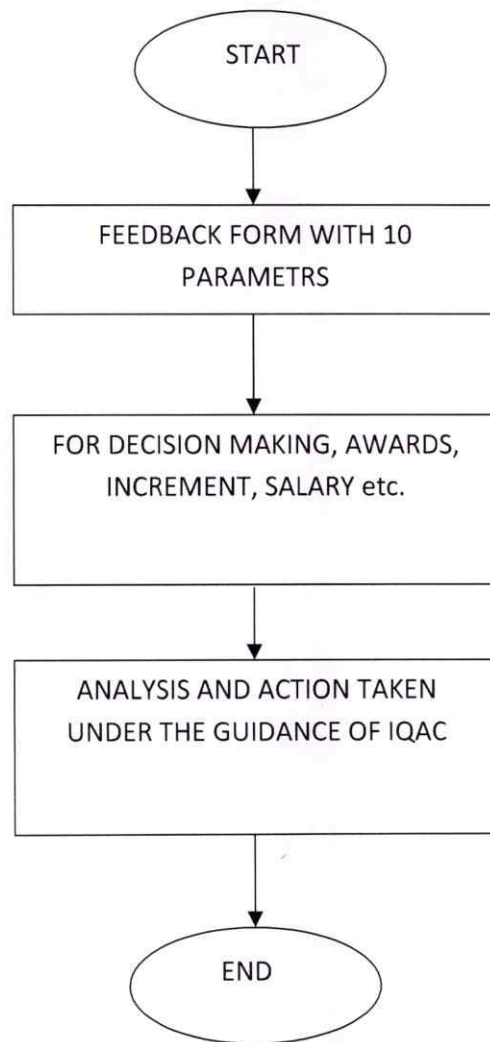 START
FEEDBACK FORM WITH 10
PARAMETRS
FOR DECISION MAKING, AWARDS,
INCREMENT, SALARY etc.
ANALYSIS AND ACTION TAKEN
UNDER THE GUIDANCE OF IQAC
END